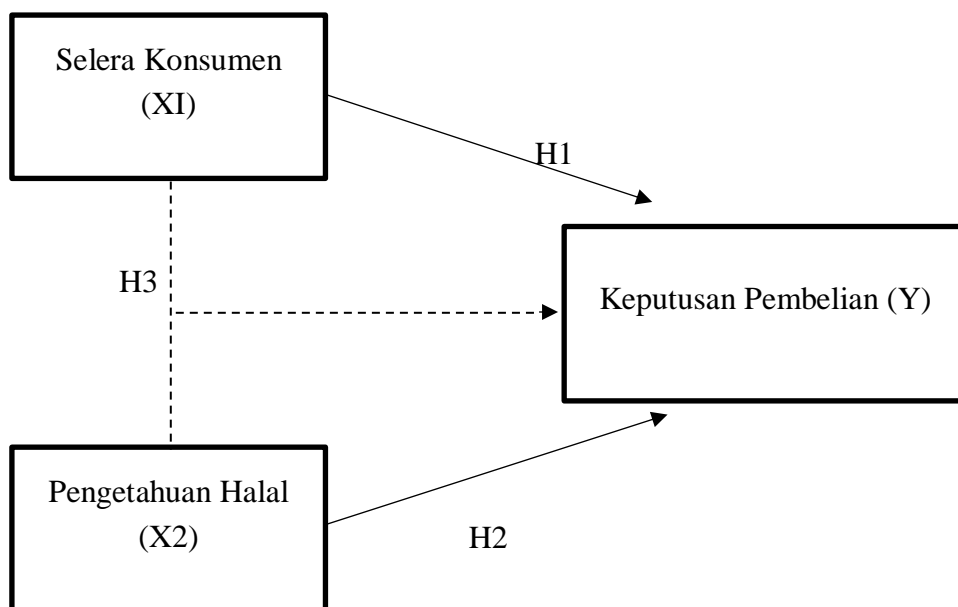 Selera Konsumen
(XI)
H1
H3
Keputusan Pembelian (Y)
Pengetahuan Halal
(X2)
H2